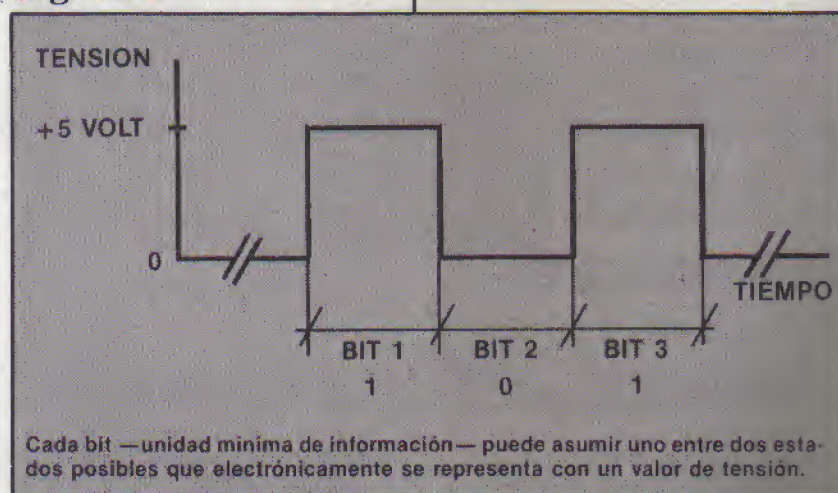 TENSION
+5 VOLT
0
TIEMPO
BIT 1 BIT 2 BIT 3
1 0 1
Cada bit —unidad minima de información— puede asumir uno entre dos esta-
dos posibles que electrónicamente se representa con un valor de tensión.